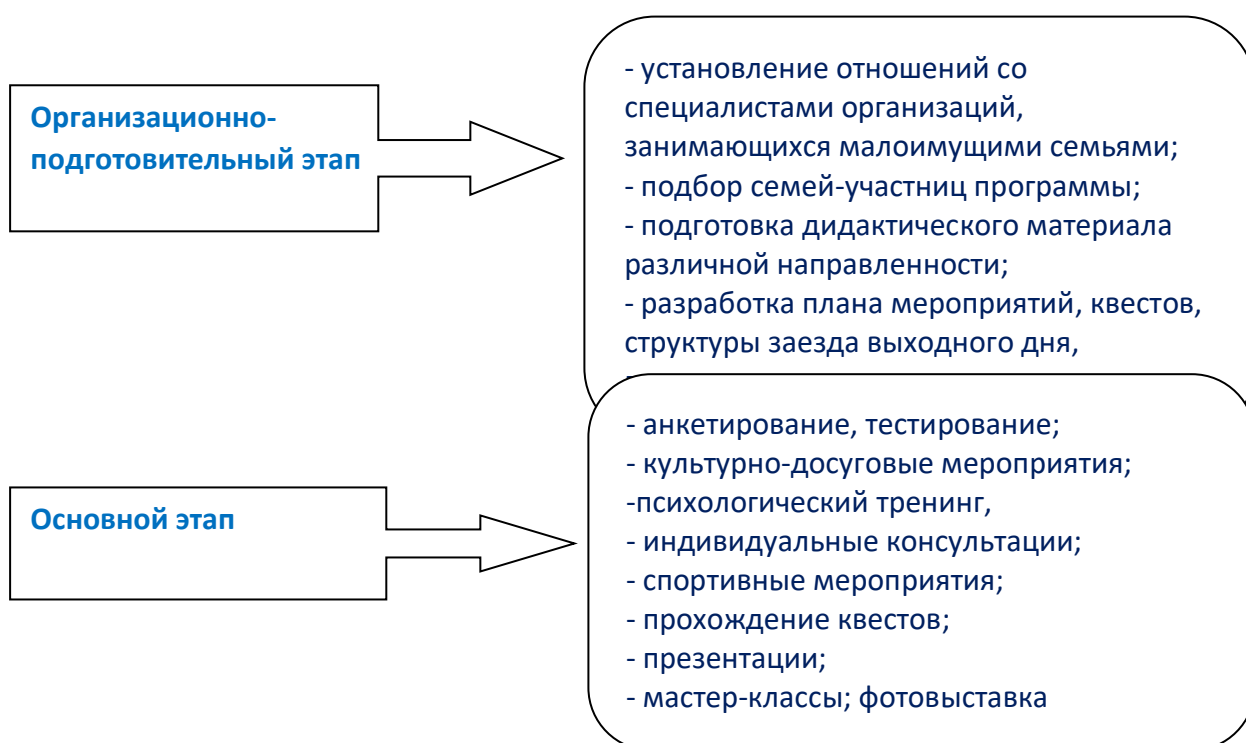 Организационно-
подготовительный этап
- установление отношений со
специалистами организаций,
занимающихся малоимущими семьями;
- подбор семей-участниц программы;
- подготовка дидактического материала
различной направленности;
- разработка плана мероприятий, квестов,
структуры заезда выходного дня,
Основной этап
- анкетирование, тестирование;
- культурно-досуговые мероприятия;
-психологический тренинг,
- индивидуальные консультации;
- спортивные мероприятия;
- прохождение квестов;
- презентации;
- мастер-классы; фотовыставка